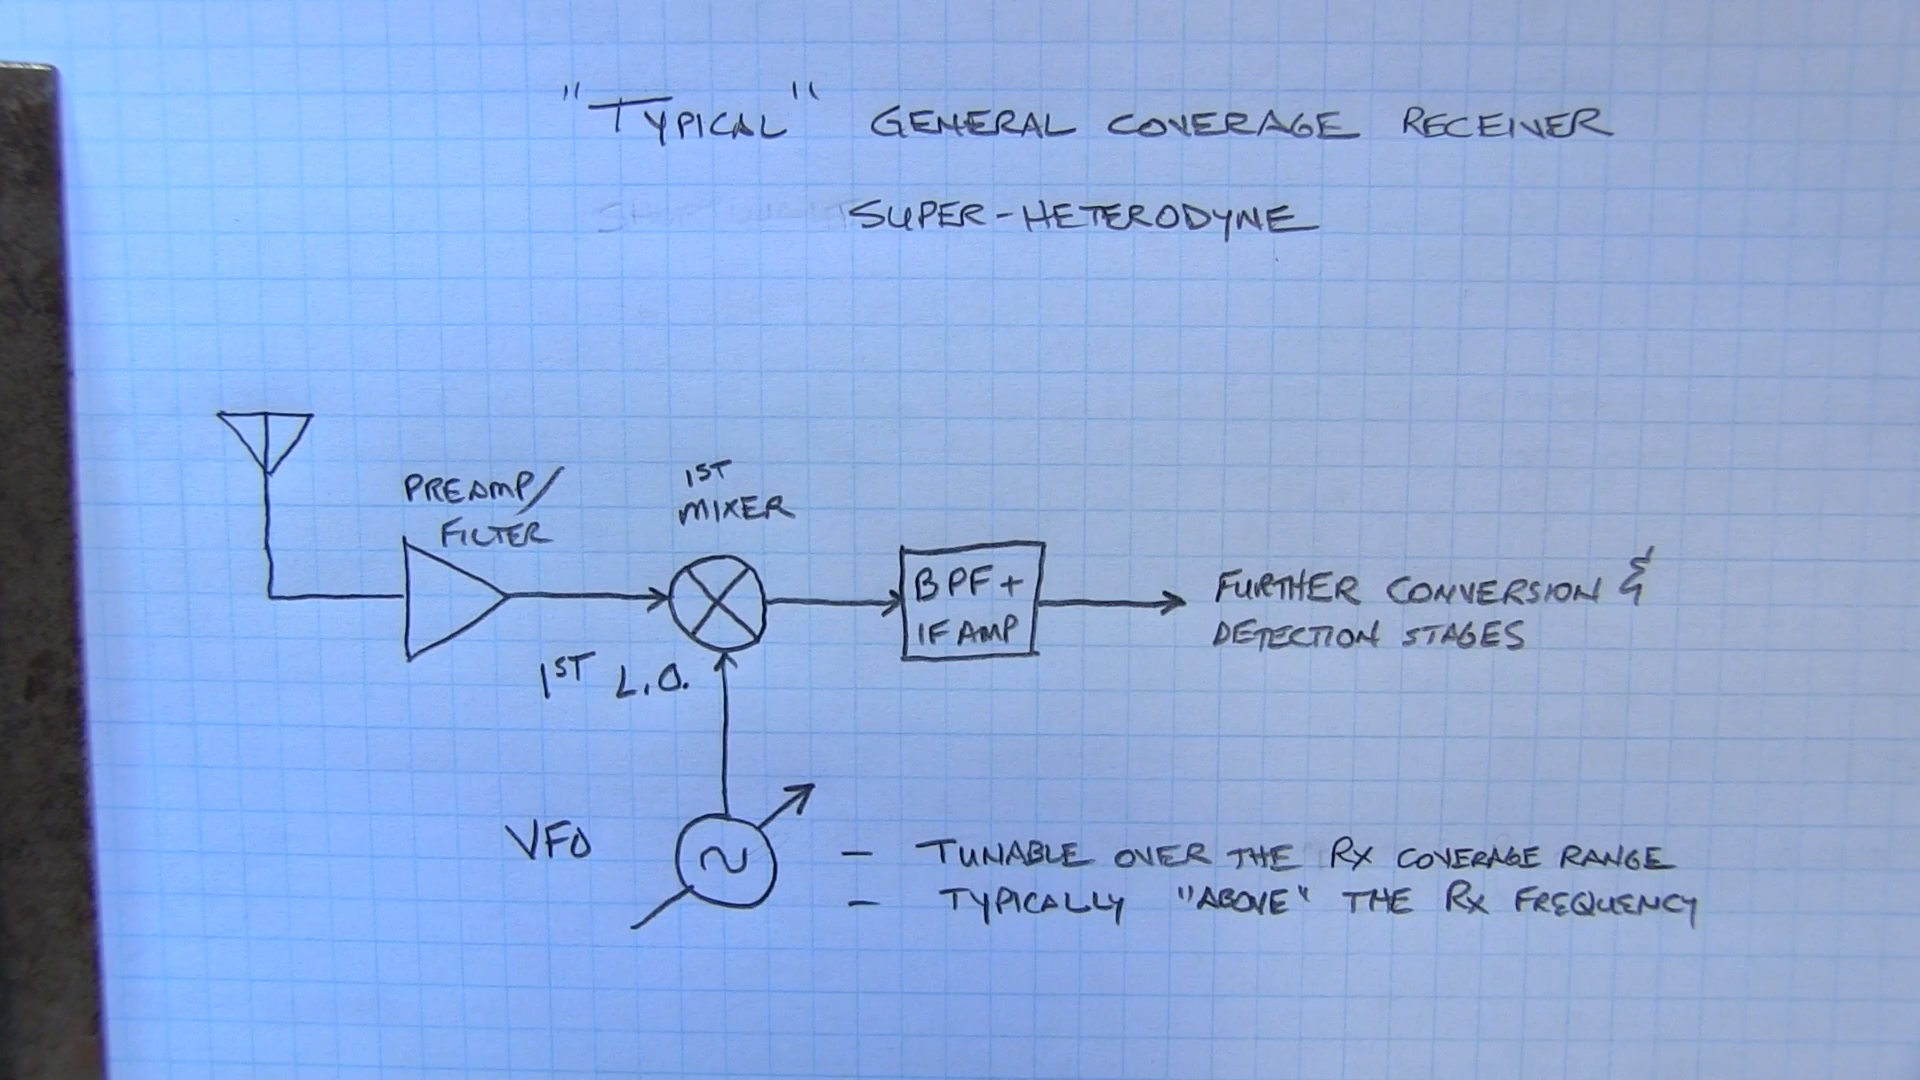 "TYPICAL" GENERAL COVERAGE RECEIVER
SUPER-HETERODYNE
PREAMP/
FILTER
1ST
MIXER
BPF+
IF AMP
FURTHER CONVERSION &
DETECTION STAGES
1ST L.O.
VFO
- TUNABLE OVER THE RX COVERAGE RANGE
- TYPICALLY "ABOVE" THE RX FREQUENCY